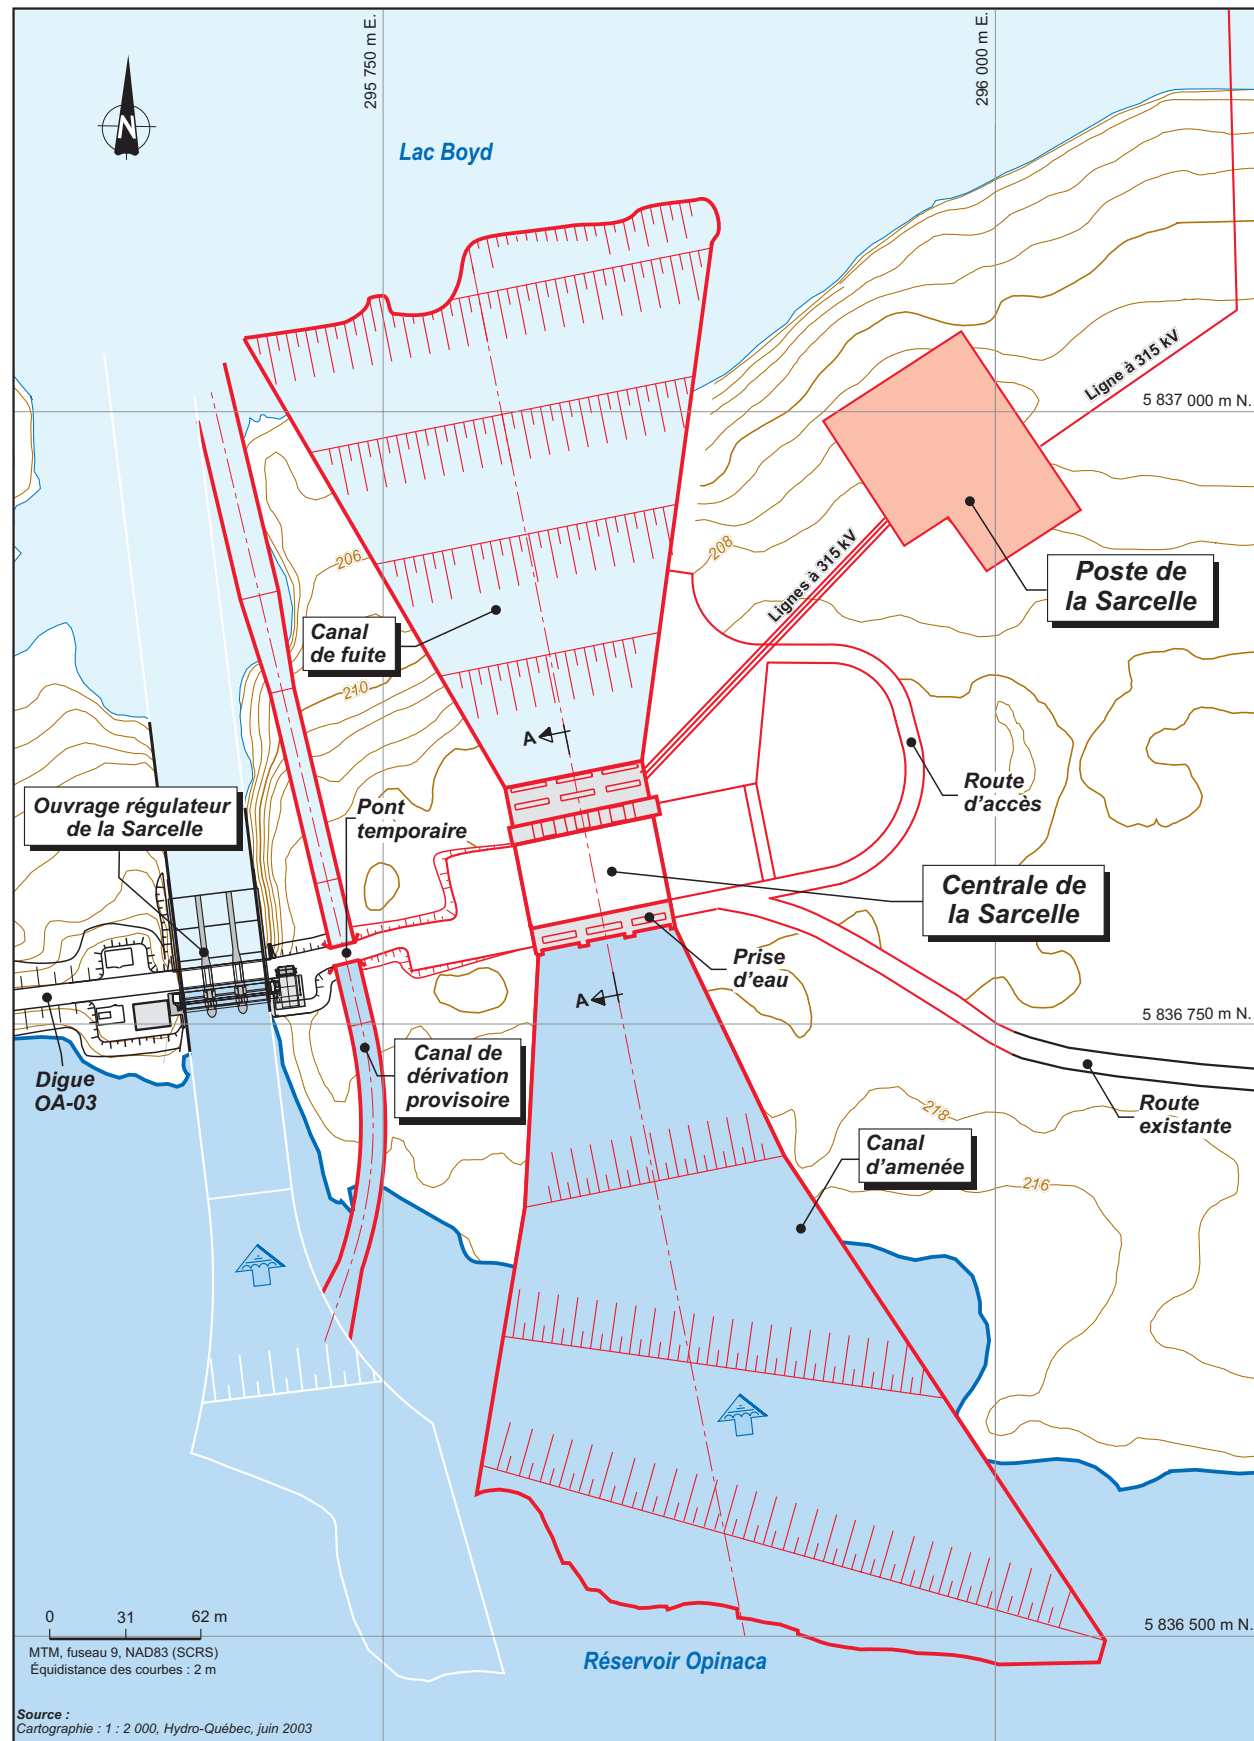 295 750 m E.
296 000 m E.
N
Lac Boyd
Ligne à 315 kV
5 837 000 m N.
Lignes à 315 kV
208
206
Poste de
la Sarcelle
Canal
de fuite
210
A
Route
d'accès
Ouvrage régulateur
de la Sarcelle
Pont
temporaire
Centrale de
la Sarcelle
Prise
d'eau
A
5 836 750 m N.
Digue
OA-03
Canal de
dérivation
provisoire
218
Route
existante
Canal
d'amenée
216
0 31 62 m
MTM, fuseau 9, NAD83 (SCRS)
Équidistance des courbes : 2 m
5 836 500 m N.
Réservoir Opinaca
Source :
Cartographie : 1 : 2 000, Hydro-Québec, juin 2003